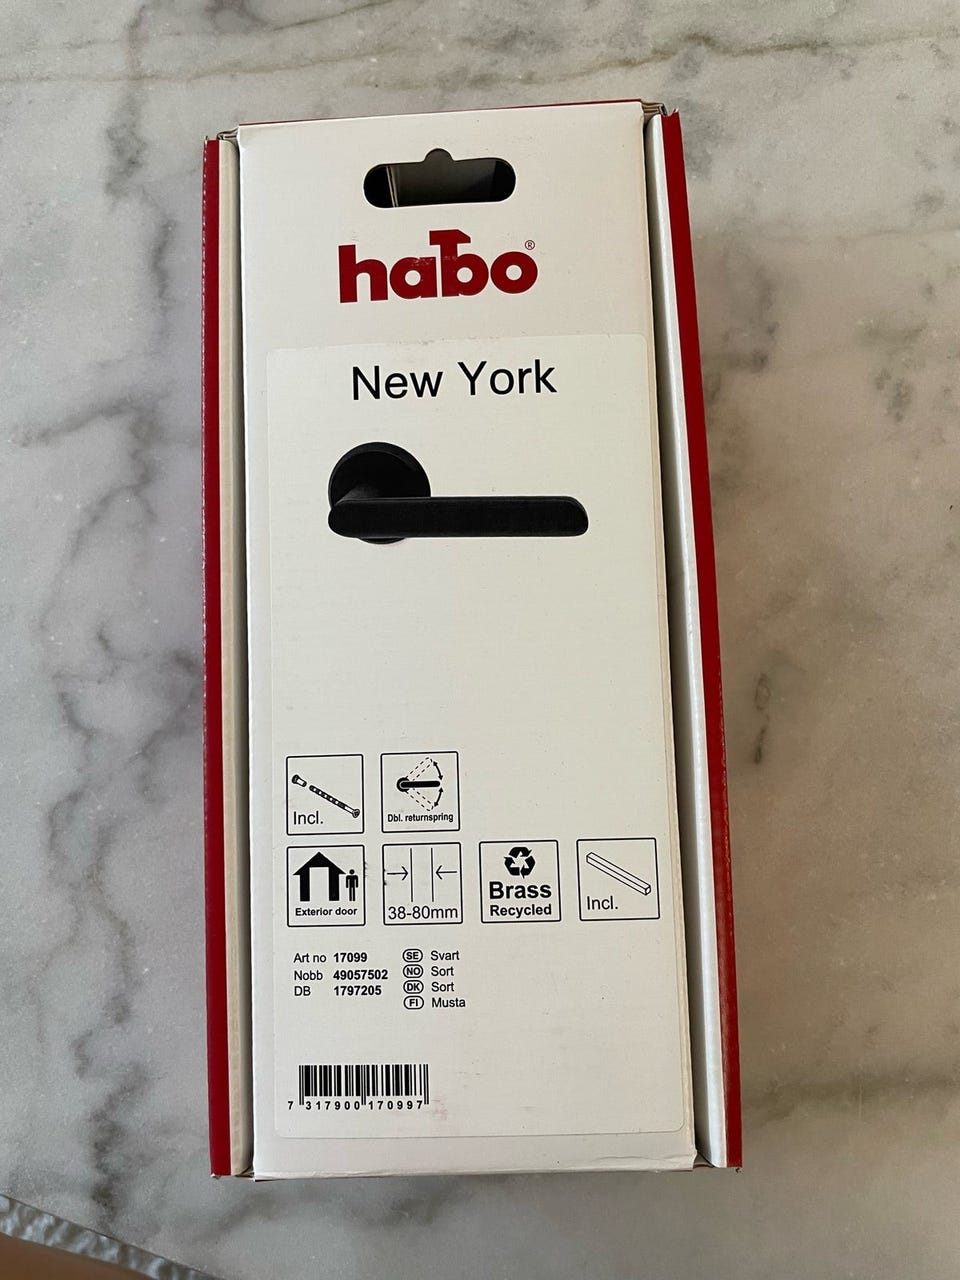 habo®
New York
Incl.
Dbl. returnspring
Exterior door
38-80mm
Brass
Recycled
Incl.
Art no 17099
Nobb 49057502
DB 1797205
SE Svart
NO Sort
DK Sort
FI Musta
7 317900 170997